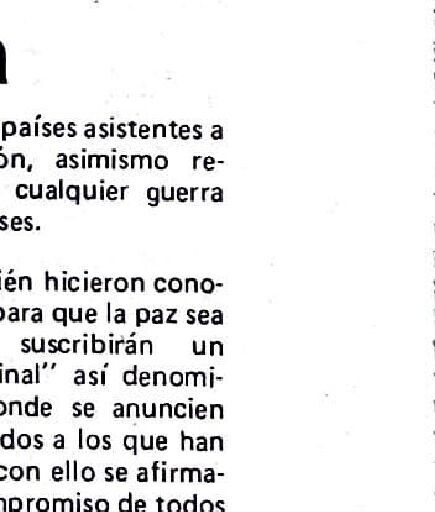 países asistentes a
ón, asimismo re-
cualquier guerra
ses.
ién hicieron cono-
para que la paz sea
suscribirán un
inal" así denomi-
onde se anuncien
dos a los que han
con ello se afirma-
mpromiso de todos